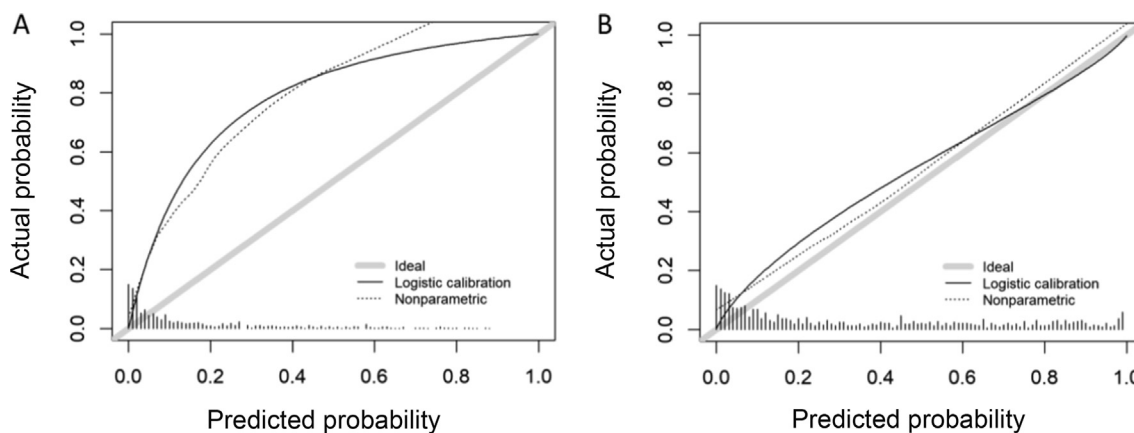 A
Actual probability
1.0
0.8
0.6
0.4
0.2
0.0
Ideal
Logistic calibration
Nonparametric
0.0 0.2 0.4 0.6 0.8 1.0
Predicted probability
B
Actual probability
1.0
0.8
0.6
0.4
0.2
0.0
Ideal
Logistic calibration
Nonparametric
0.0 0.2 0.4 0.6 0.8 1.0
Predicted probability